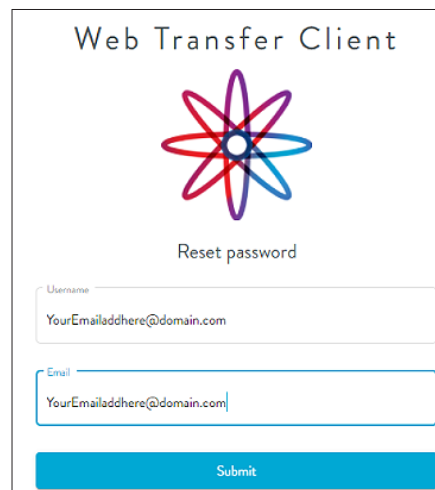 Web Transfer Client
Reset password
Username
YourEmailaddhere@domain.com
Email
YourEmailaddhere@domain.com
Submit